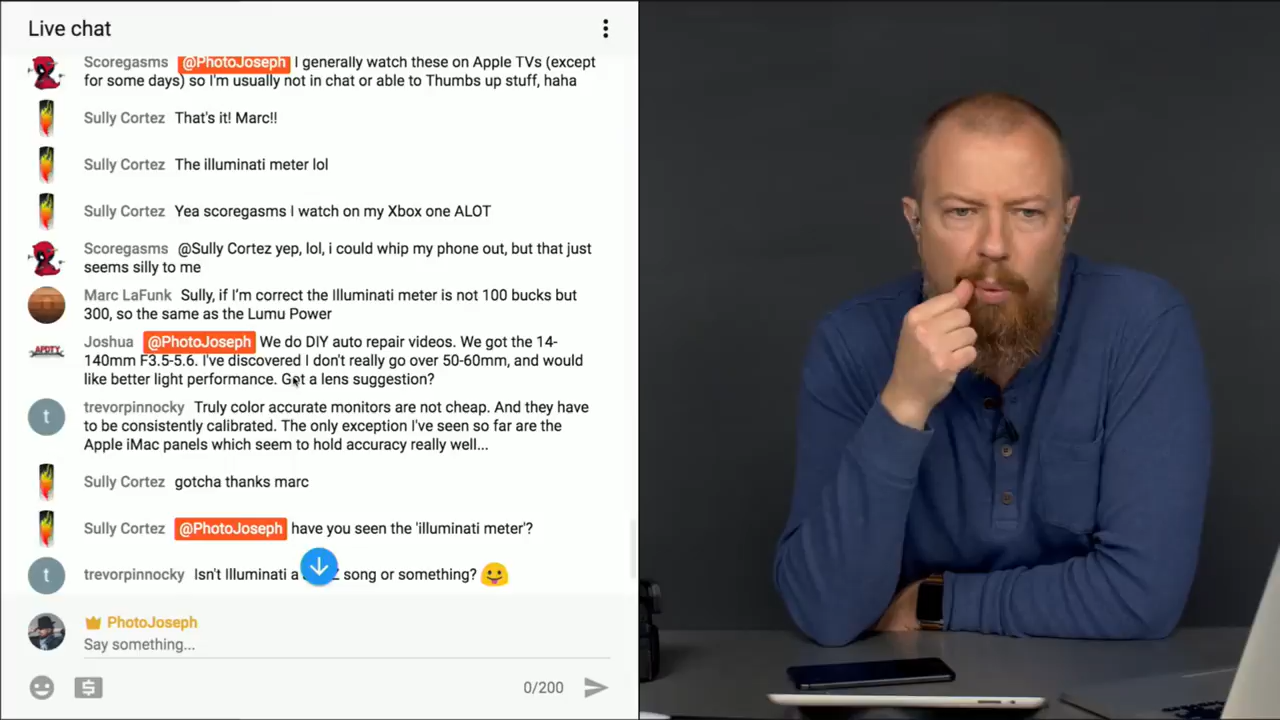 Live chat
Scoregasms @PhotoJoseph I generally watch these on Apple TVs (except
for some days) so I'm usually not in chat or able to Thumbs up stuff, haha
Sully Cortez That's it! Marc!!
Sully Cortez The illuminati meter lol
Sully Cortez Yea scoregasms I watch on my Xbox one ALOT
Scoregasms @Sully Cortez yep, lol, i could whip my phone out, but that just
seems silly to me
Marc LaFunk Sully, if I'm correct the Illuminati meter is not 100 bucks but
300, so the same as the Lumu Power
APDTY
Joshua @PhotoJoseph We do DIY auto repair videos. We got the 14-
140mm F3.5-5.6. I've discovered I don't really go over 50-60mm, and would
like better light performance. Got a lens suggestion?
t
trevorpinnocky Truly color accurate monitors are not cheap. And they have
to be consistently calibrated. The only exception I've seen so far are the
Apple iMac panels which seem to hold accuracy really well...
Sully Cortez gotcha thanks marc
Sully Cortez @PhotoJoseph have you seen the 'illuminati meter'?
t
trevorpinnocky Isn't Illuminati a song or something?
PhotoJoseph
Say something...
0/200